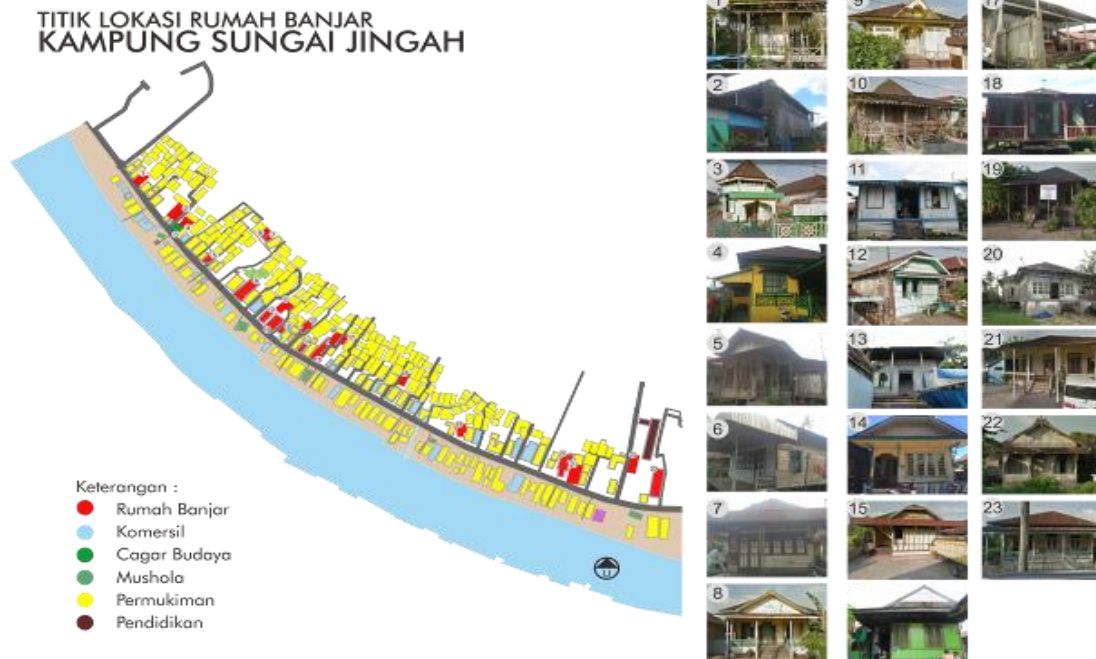 TITIK LOKASI RUMAH BANJAR
KAMPUNG SUNGAI JINGAH
Keterangan :
Rumah Banjar
Komersil
Cagar Budaya
Mushola
Permukiman
Pendidikan
U
1
2
3
4
5
6
7
8
9
10
11
12
13
14
15
17
18
19
20
21
22
23